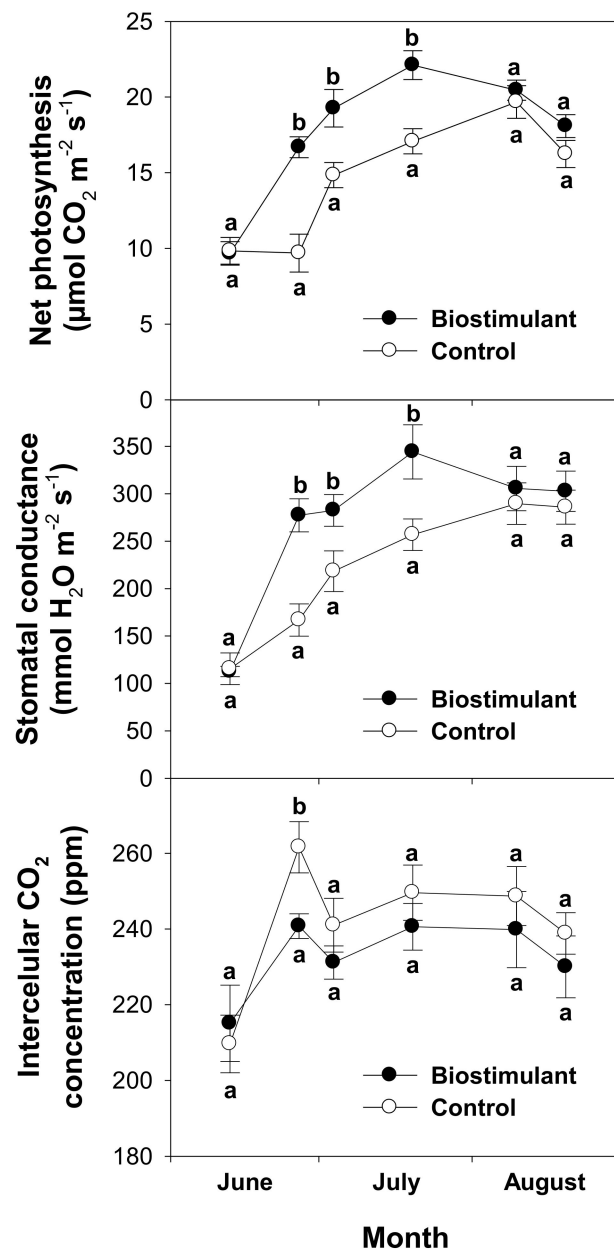 Net photosynthesis
(µmol CO₂ m⁻² s⁻¹)
25
20
15
10
5
0
a
a
b
a
b
a
b
a
a
a
a
a
Biostimulant
Control
Stomatal conductance
(mmol H₂O m⁻² s⁻¹)
350
300
250
200
150
100
50
0
a
a
b
a
b
a
b
a
a
a
a
a
Biostimulant
Control
Intercelular CO₂
concentration (ppm)
260
240
220
200
180
a
a
b
a
a
a
a
a
a
a
a
a
Biostimulant
Control
June July August
Month